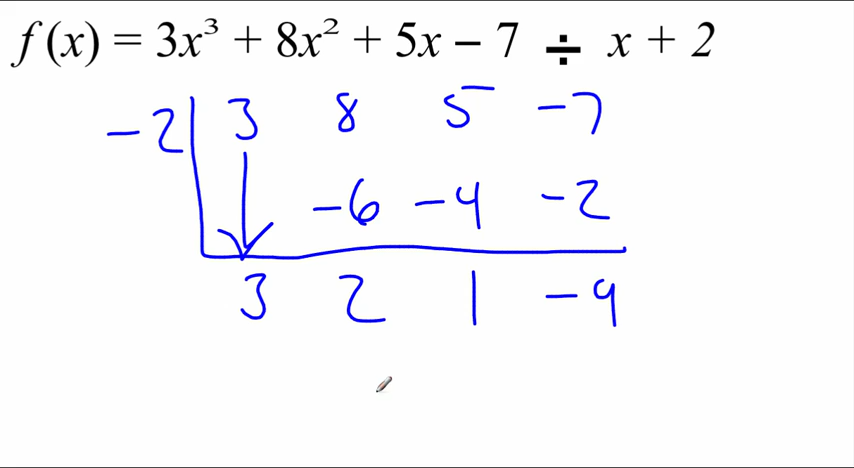 f(x) = 3x³ + 8x² + 5x − 7 ÷ x + 2
−2 3 8 5 −7
−6 −4 −2
3 2 1 −9